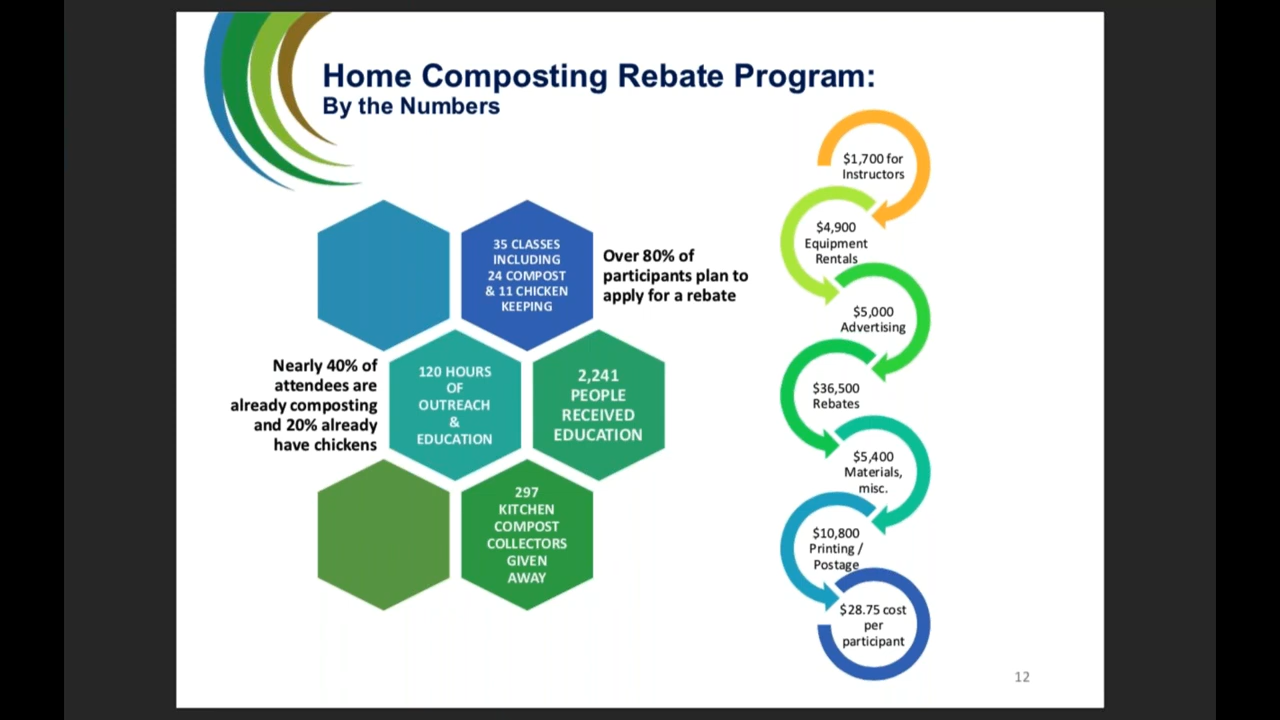 Home Composting Rebate Program:
By the Numbers
35 CLASSES
INCLUDING
24 COMPOST
& 11 CHICKEN
KEEPING
Over 80% of
participants plan to
apply for a rebate
Nearly 40% of
attendees are
already composting
and 20% already
have chickens
120 HOURS
OF
OUTREACH
&
EDUCATION
2,241
PEOPLE
RECEIVED
EDUCATION
297
KITCHEN
COMPOST
COLLECTORS
GIVEN
AWAY
$1,700 for
Instructors
$4,900
Equipment
Rentals
$5,000
Advertising
$36,500
Rebates
$5,400
Materials,
misc.
$10,800
Printing /
Postage
$28.75 cost
per
participant
12